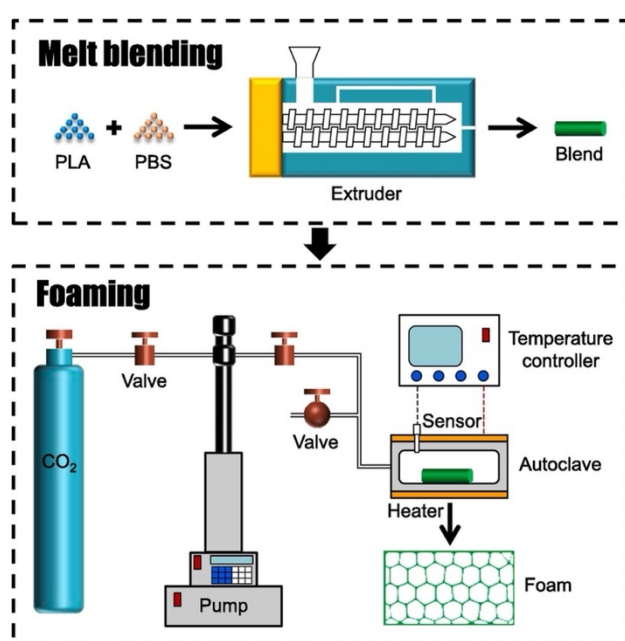 Melt blending
PLA
+
PBS
Extruder
Blend
Foaming
CO₂
Valve
Valve
Pump
Temperature
controller
Sensor
Autoclave
Heater
Foam